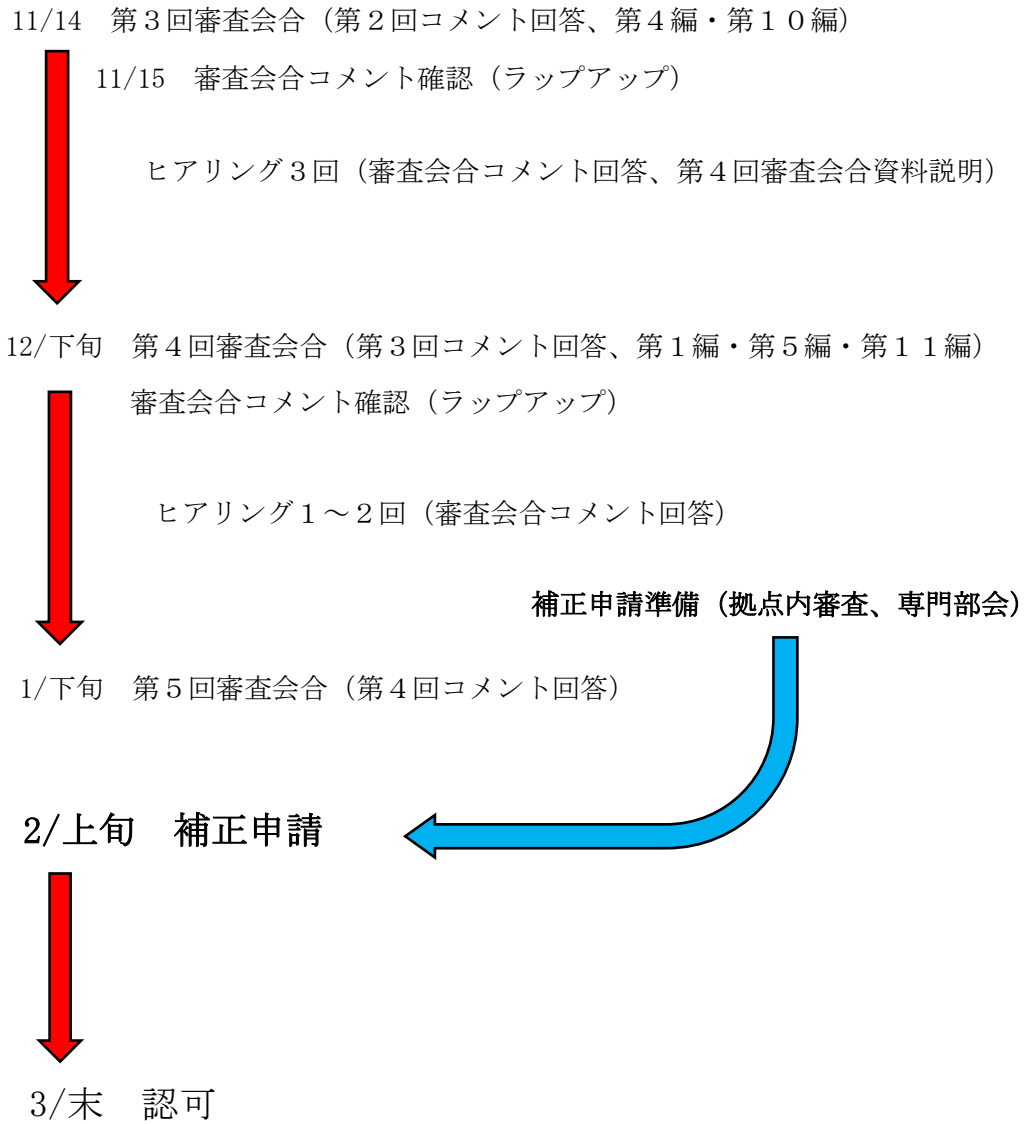 11/14　第３回審査会合（第２回コメント回答、第４編・第１０編）
11/15　審査会合コメント確認（ラップアップ）
ヒアリング３回（審査会合コメント回答、第４回審査会合資料説明）
12/下旬　第４回審査会合（第３回コメント回答、第１編・第５編・第１１編）
審査会合コメント確認（ラップアップ）
ヒアリング１～２回（審査会合コメント回答）
補正申請準備（拠点内審査、専門部会）
1/下旬　第５回審査会合（第４回コメント回答）
2/上旬　補正申請
3/末　認可